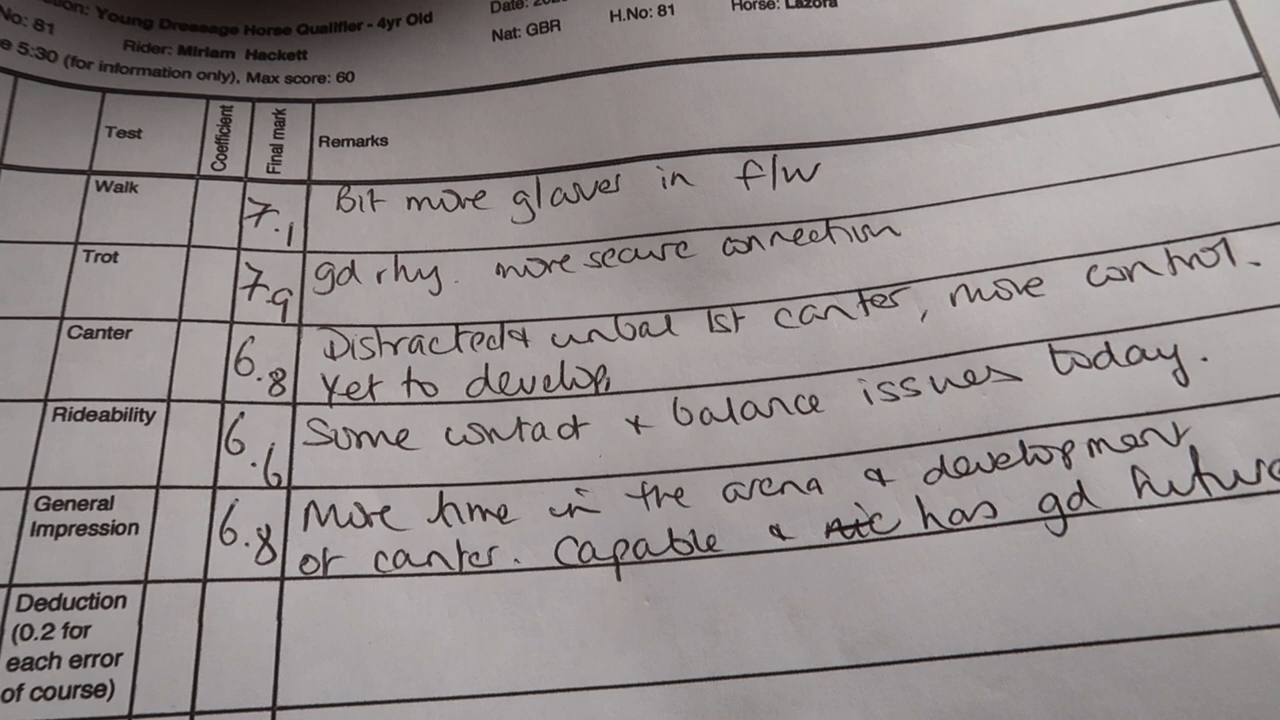 Young Dressage Horse Qualifier - 4yr Old
Date:
No: 81
Rider: Miriam Hackett
Nat: GBR
H.No: 81
Horse: Lazora
5:30 (for information only), Max score: 60
Test Coefficient Final mark Remarks
Walk 7.1 Bit more in f/w
Trot 7.9 gd rhy. more secure connection
Canter 6.8 Distracted & unbal 1st canter, more control.
Yet to develop
Rideability 6.6 Some contact & balance issues today.
General
Impression 6.8 More time in the arena & development
of canter. Capable & has gd future
Deduction
(0.2 for
each error
of course)